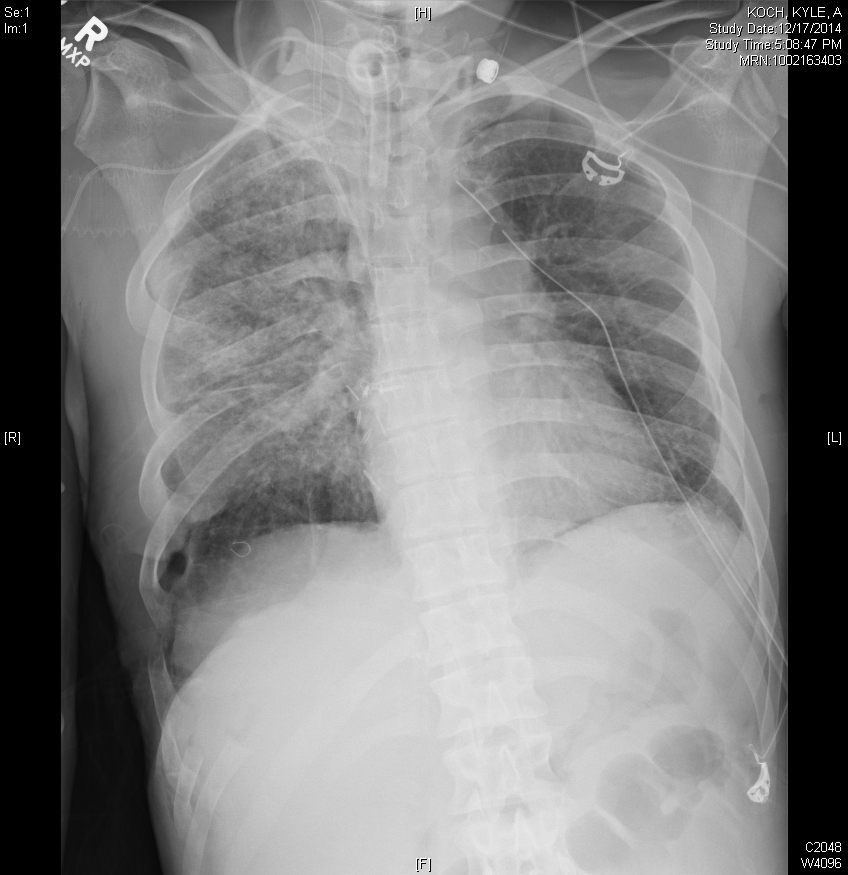 Se:1
Im:1
[H]
KOCH, KYLE, A
Study Date:12/17/2014
Study Time:5:08:47 PM
MRN:1002163403
R
MXP
[R]
[L]
[F]
C2048
W4096